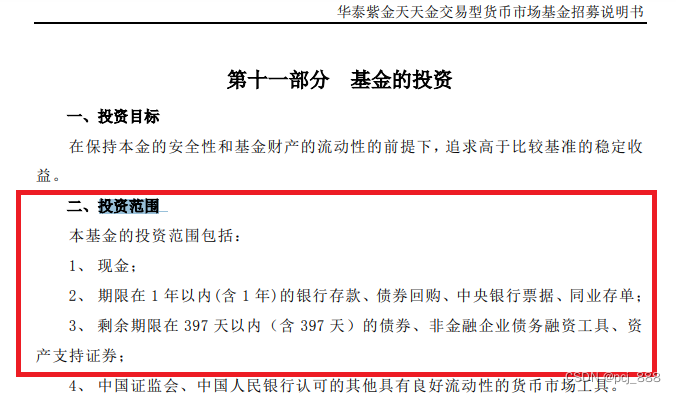 华泰紫金天天金交易型货币市场基金招募说明书
第十一部分 基金的投资
一、投资目标
在保持本金的安全性和基金财产的流动性的前提下,追求高于比较基准的稳定收
益。
二、投资范围
本基金的投资范围包括:
1、 现金;
2、 期限在 1 年以内(含 1 年)的银行存款、债券回购、中央银行票据、同业存单;
3、 剩余期限在 397 天以内（含 397 天）的债券、非金融企业债务融资工具、资
产支持证券;
4、 中国证监会、中国人民银行认可的其他具有良好流动性的货币市场工具。
CSDN @pcj_888